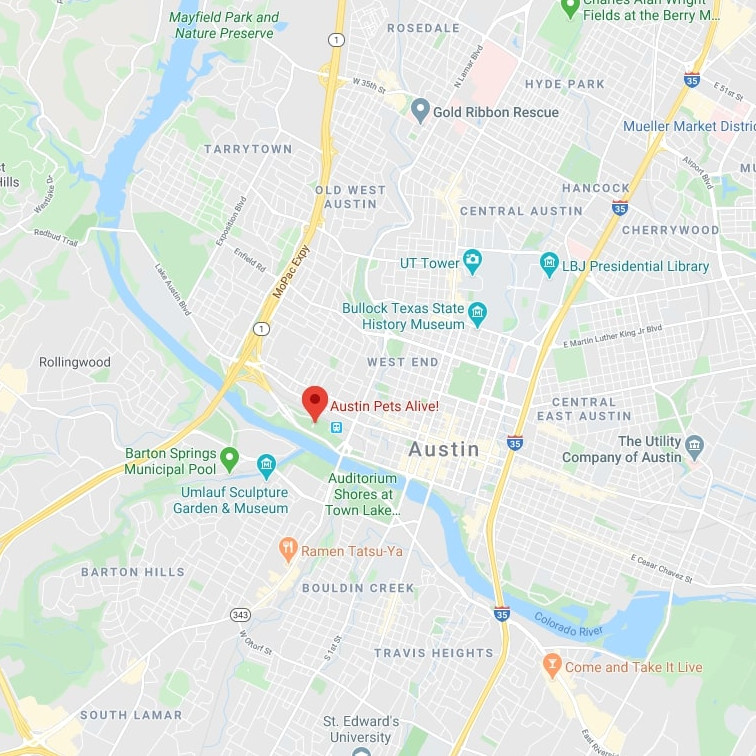 Charles Alan Wright
Fields at the Berry M...
Mayfield Park and
Nature Preserve
ROSEDALE
1
N Lamar Blvd
W 35th St
HYDE PARK
35
E 51st St
Gold Ribbon Rescue
Mueller Market Distric
TARRYTOWN
Airport Blvd
Hills
Westlake Dr
OLD WEST
AUSTIN
HANCOCK
35
Exposition Blvd
CENTRAL AUSTIN
CHERRYWOOD
Redbud Trail
Enfield Rd
MoPac Expy
UT Tower
LBJ Presidential Library
Lake Austin Blvd
Bullock Texas State
History Museum
1
E Martin Luther King Jr Blvd
Rollingwood
WEST END
Austin Pets Alive!
CENTRAL
EAST AUSTIN
35
Austin
The Utility
Company of Austin
Barton Springs
Municipal Pool
Umlauf Sculpture
Garden & Museum
Auditorium
Shores at
Town Lake...
Ramen Tatsu-Ya
E Cesar Chavez St
BARTON HILLS
BOULDIN CREEK
343
35
Colorado River
W Oltorf St
S 1st St
TRAVIS HEIGHTS
Come and Take It Live
SOUTH LAMAR
St. Edward's
University
East Riversid